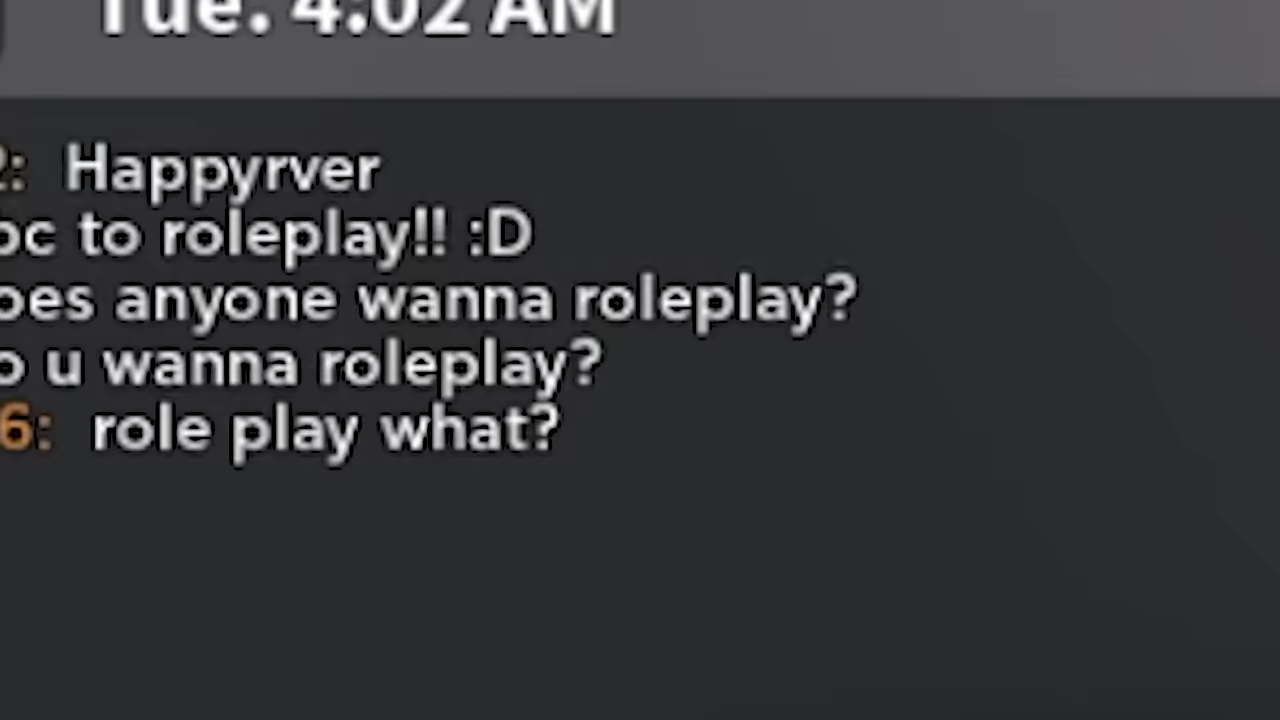 Tue. 4:02 AM
2: Happyrver
oc to roleplay!! :D
oes anyone wanna roleplay?
o u wanna roleplay?
6: role play what?